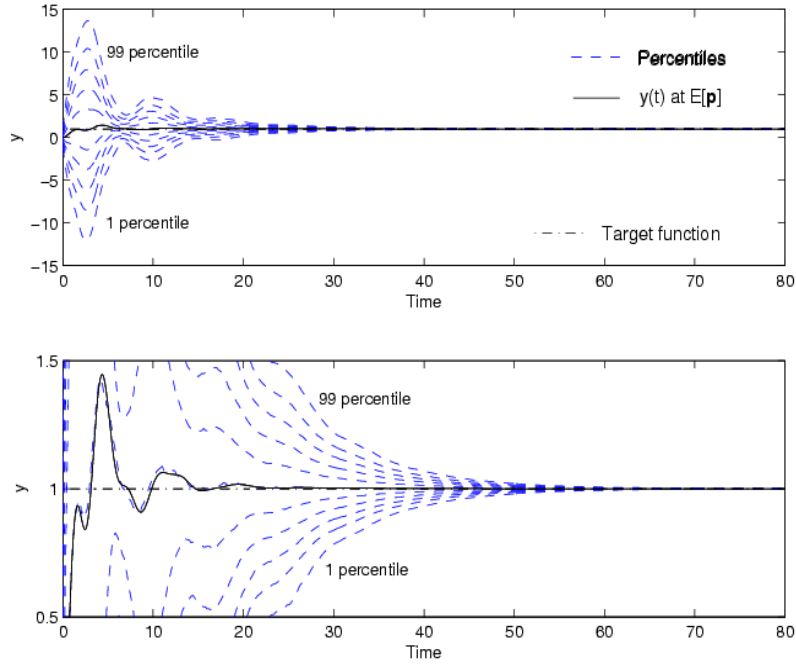 15
10
5
0
−5
−10
−15
y
99 percentile
1 percentile
Percentiles
y(t) at E[p]
Target function
0 10 20 30 40 50 60 70 80
Time
1.5
1
0.5
y
99 percentile
1 percentile
0 10 20 30 40 50 60 70 80
Time